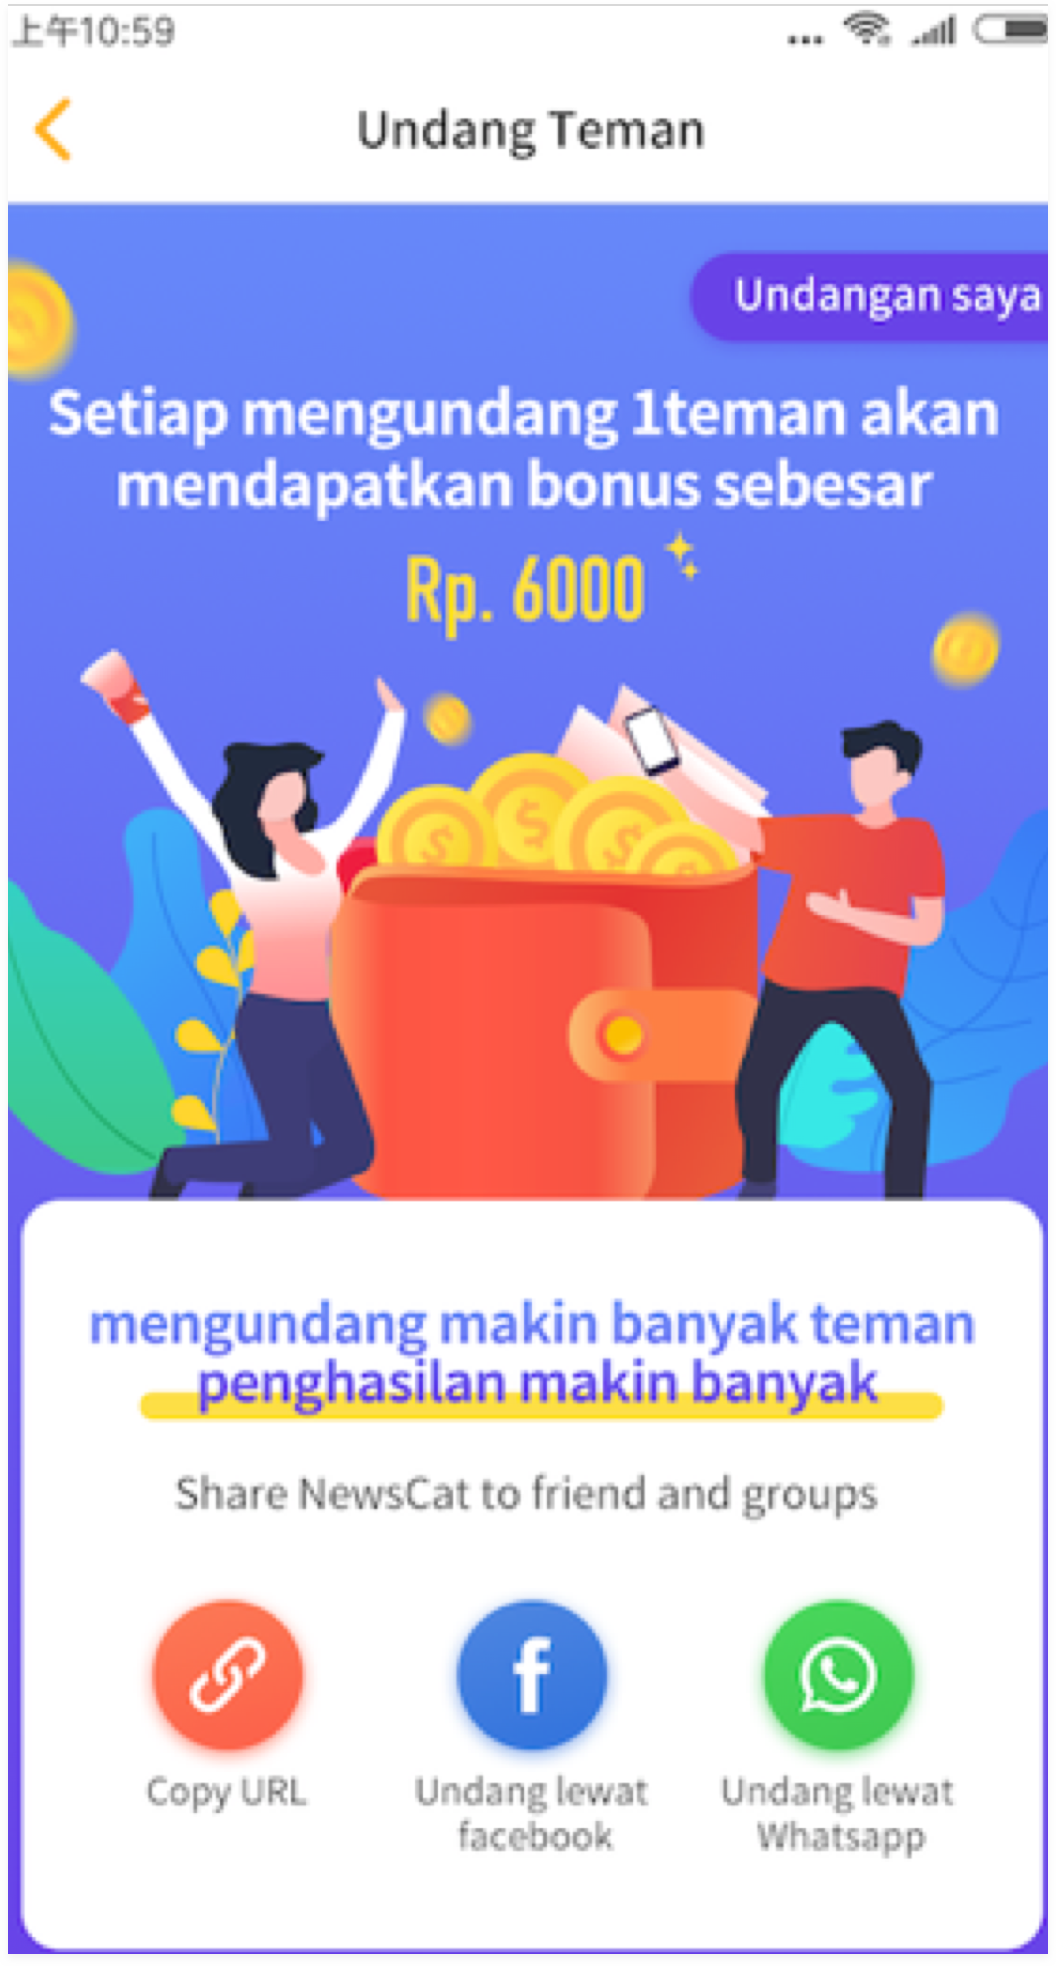 上午10:59
Undang Teman
Undangan saya
Setiap mengundang 1teman akan
mendapatkan bonus sebesar
Rp. 6000
mengundang makin banyak teman
penghasilan makin banyak
Share NewsCat to friend and groups
Copy URL
Undang lewat
facebook
Undang lewat
Whatsapp